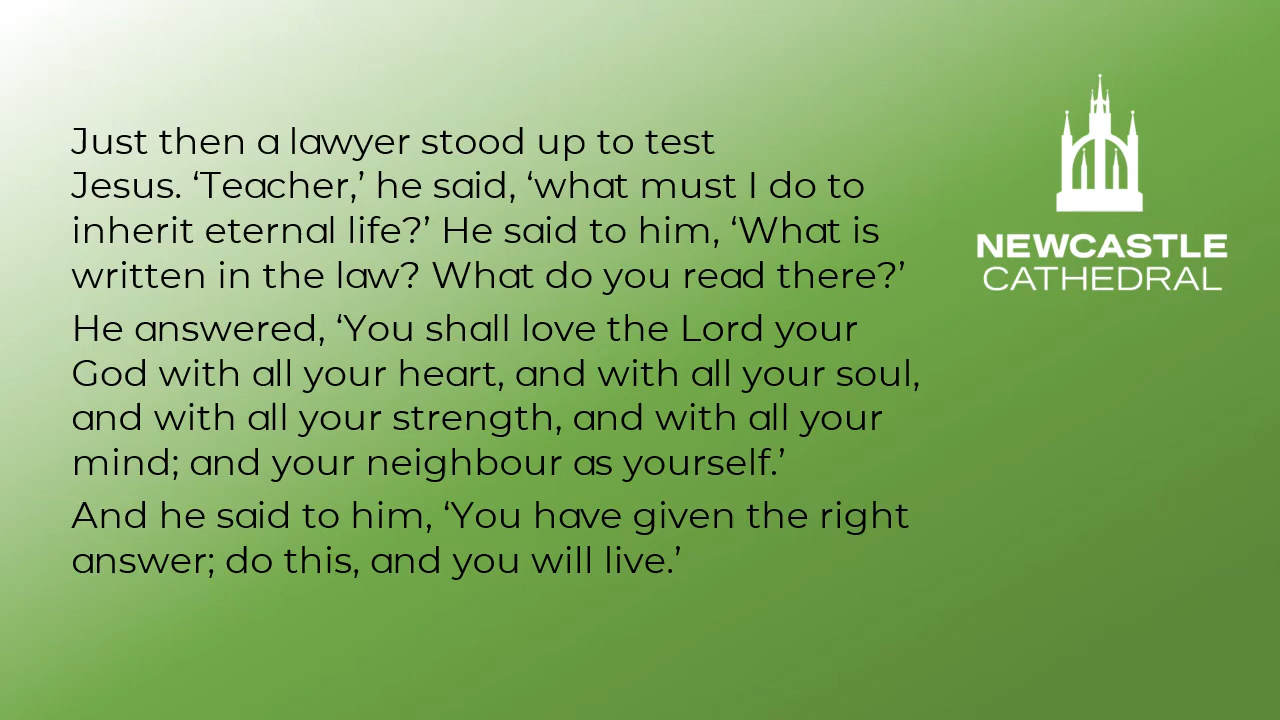 Just then a lawyer stood up to test
Jesus. ‘Teacher,’ he said, ‘what must I do to
inherit eternal life?’ He said to him, ‘What is
written in the law? What do you read there?’
He answered, ‘You shall love the Lord your
God with all your heart, and with all your soul,
and with all your strength, and with all your
mind; and your neighbour as yourself.’
And he said to him, ‘You have given the right
answer; do this, and you will live.’
NEWCASTLE
CATHEDRAL